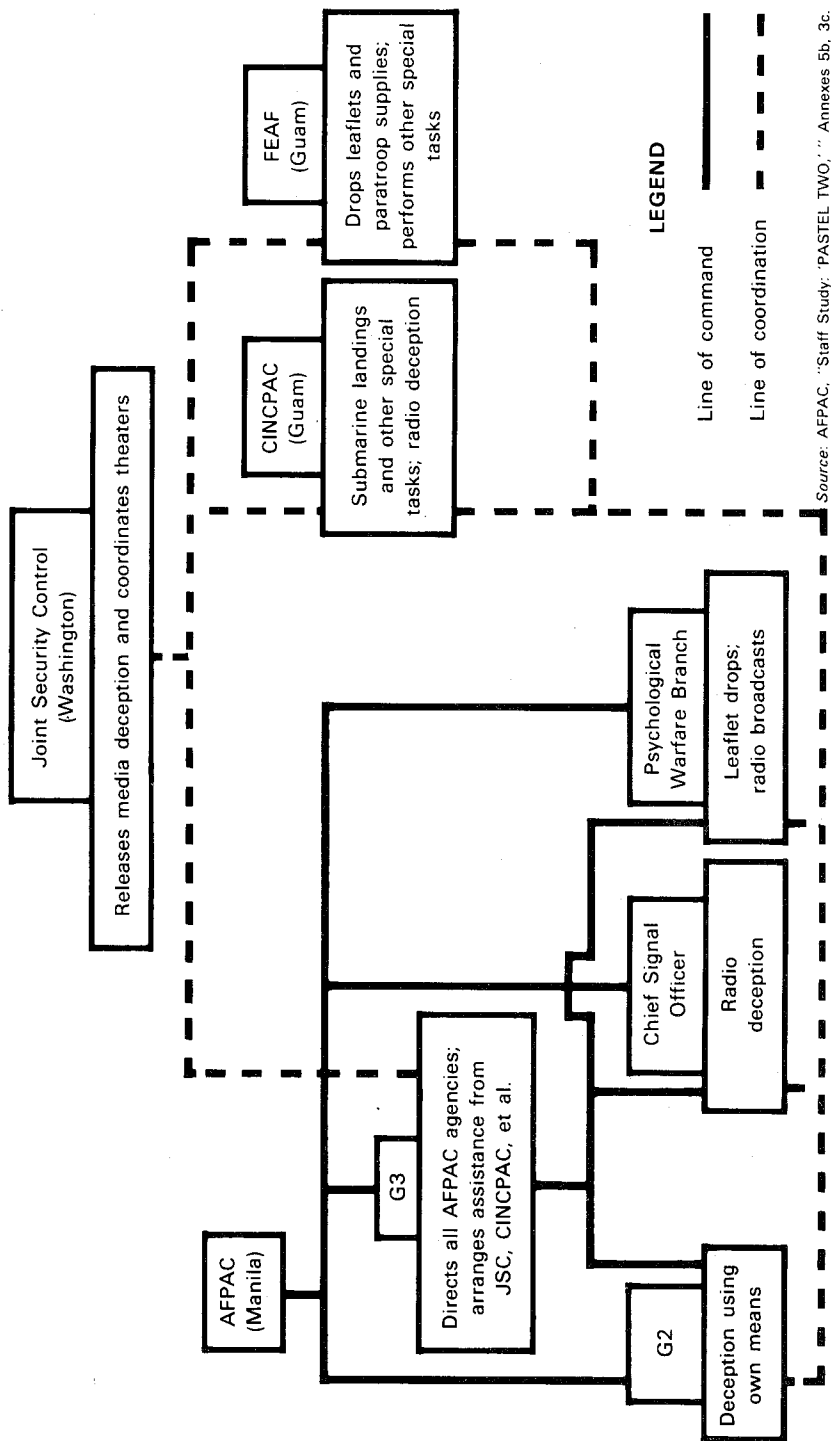 Joint Security Control
(Washington)
Releases media deception and coordinates theaters
AFPAC
(Manila)
G3
Directs all AFPAC agencies;
arranges assistance from
JSC, CINCPAC, et al.
CINCPAC
(Guam)
Submarine landings
and other special
tasks; radio deception
FEAF
(Guam)
Drops leaflets and
paratroop supplies;
performs other special
tasks
G2
Deception using
own means
Chief Signal
Officer
Radio
deception
Psychological
Warfare Branch
Leaflet drops;
radio broadcasts
LEGEND
Line of command
Line of coordination
Source: AFPAC, "Staff Study: 'PASTEL TWO,' " Annexes 5b, 3c.